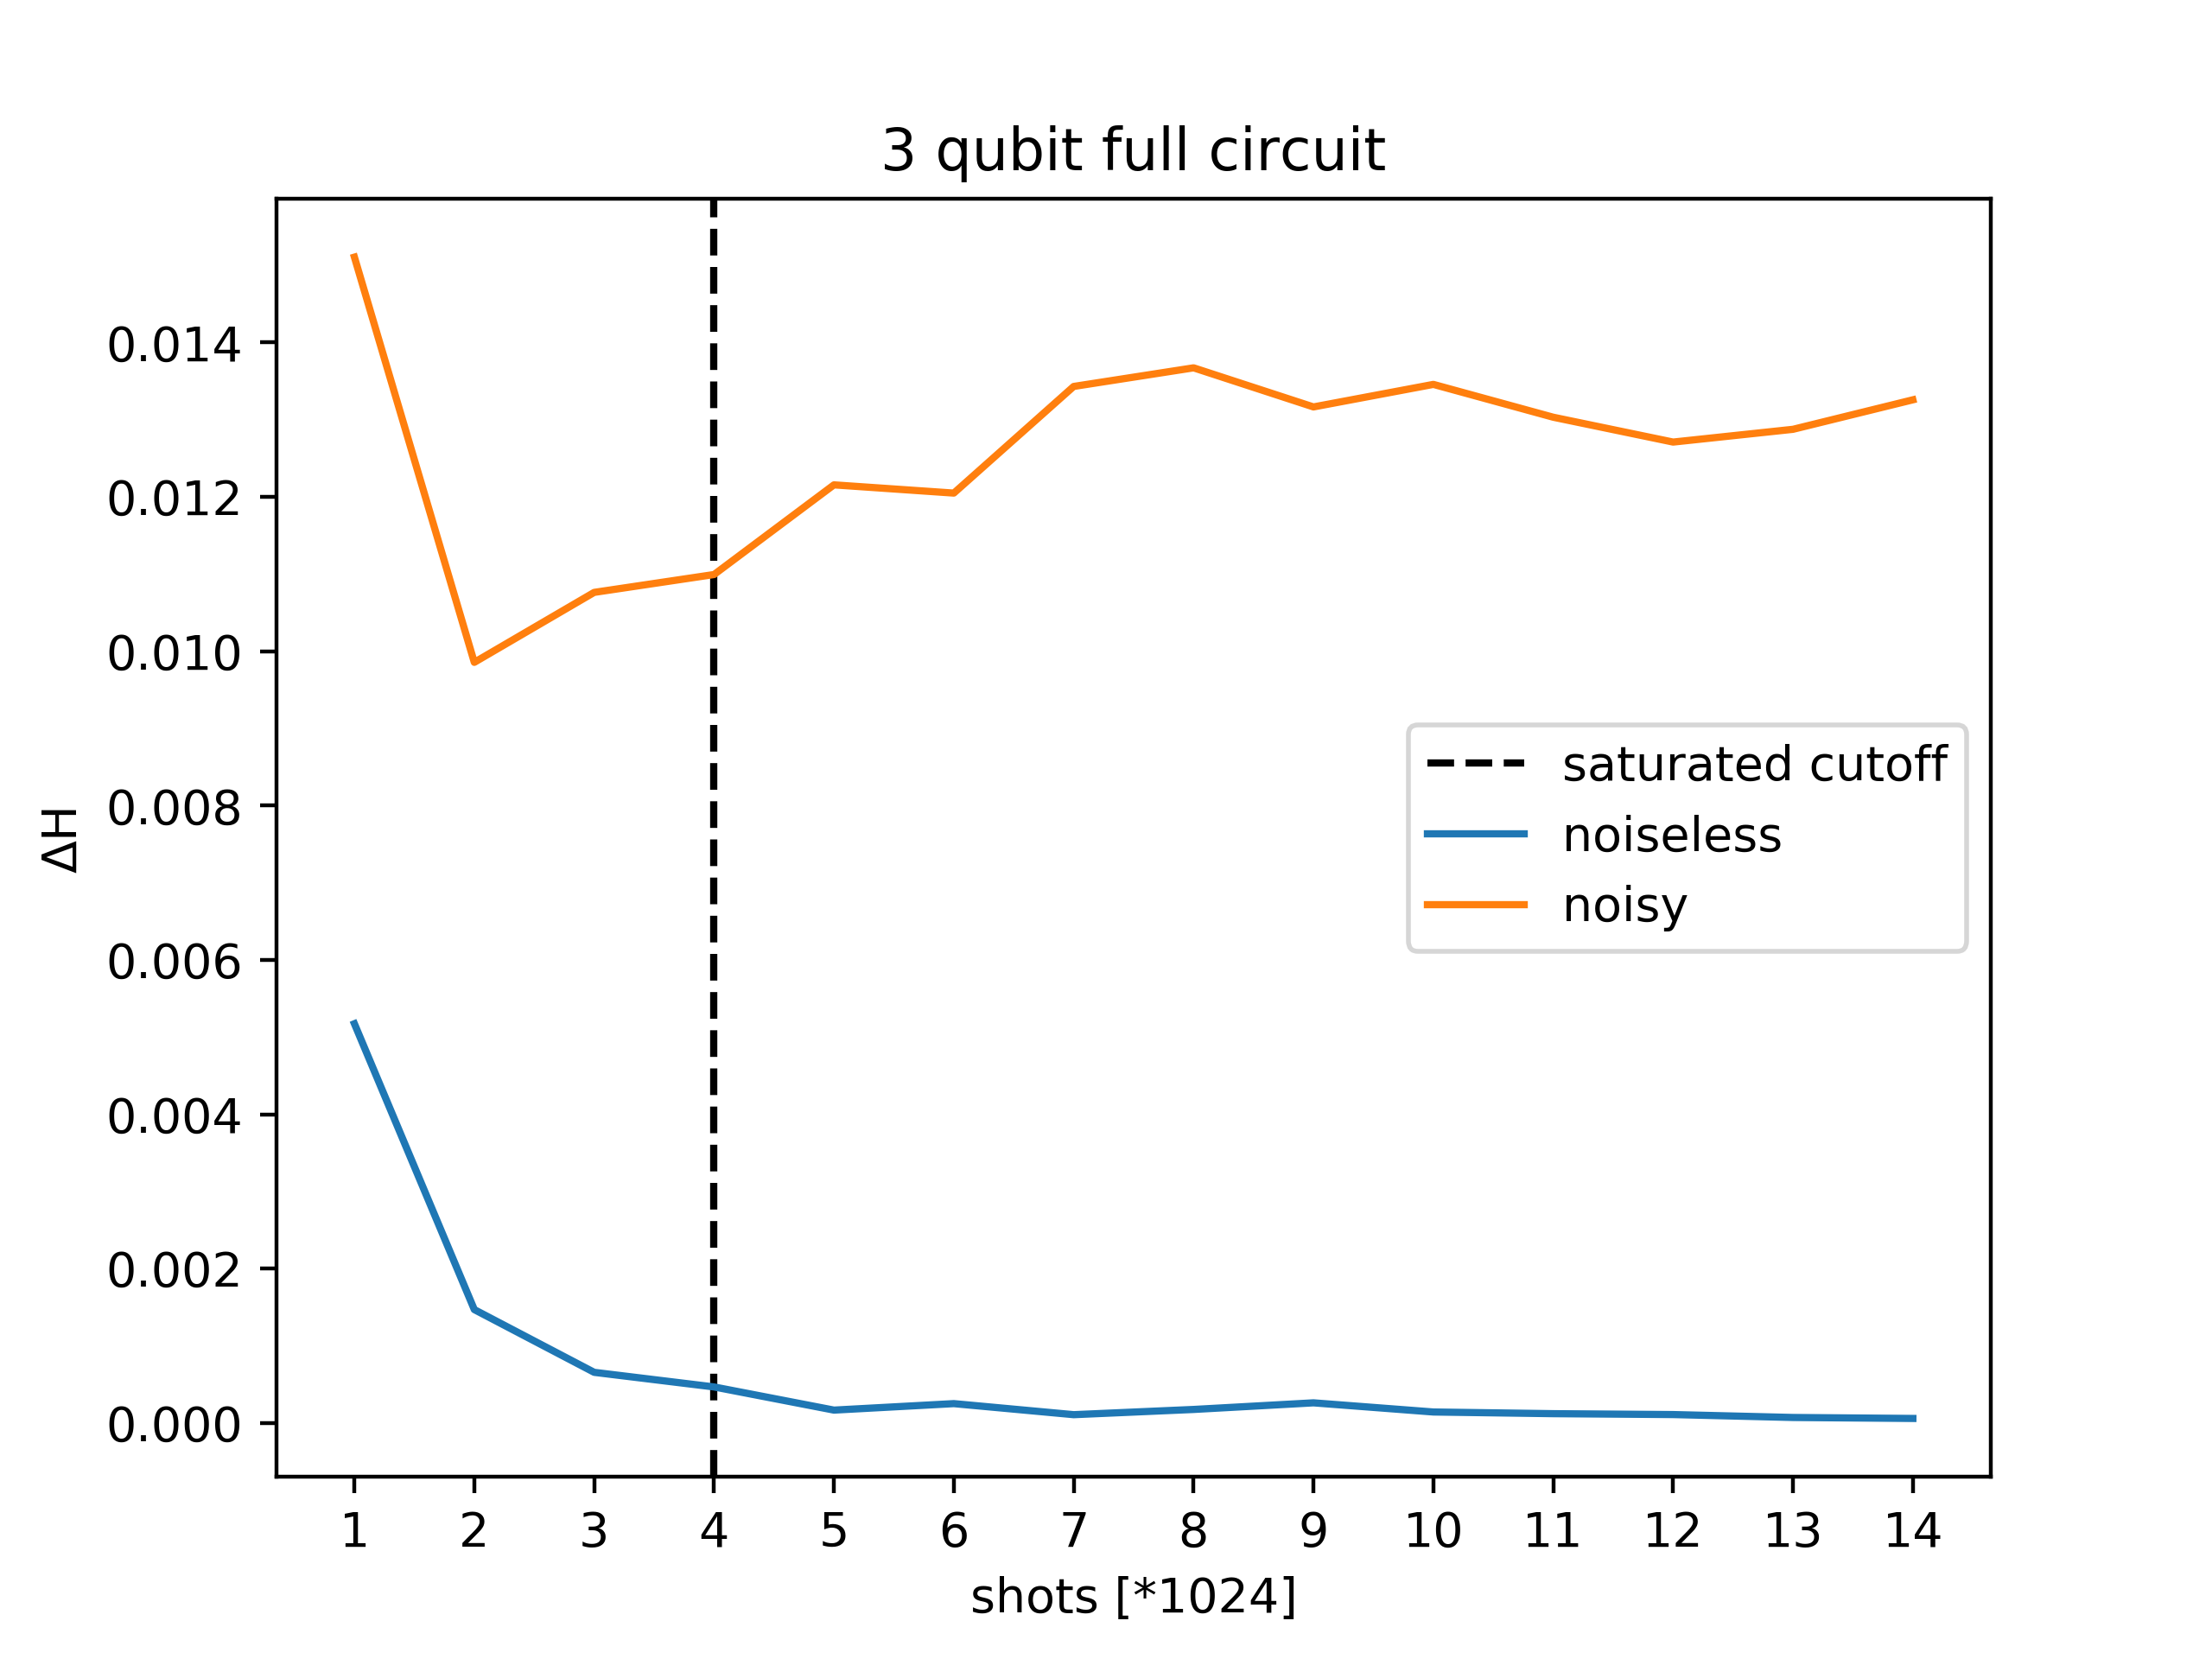 3 qubit full circuit
0.014
0.012
0.010
0.008
0.006
0.004
0.002
0.000
ΔH
saturated cutoff
noiseless
noisy
1 2 3 4 5 6 7 8 9 10 11 12 13 14
shots [*1024]